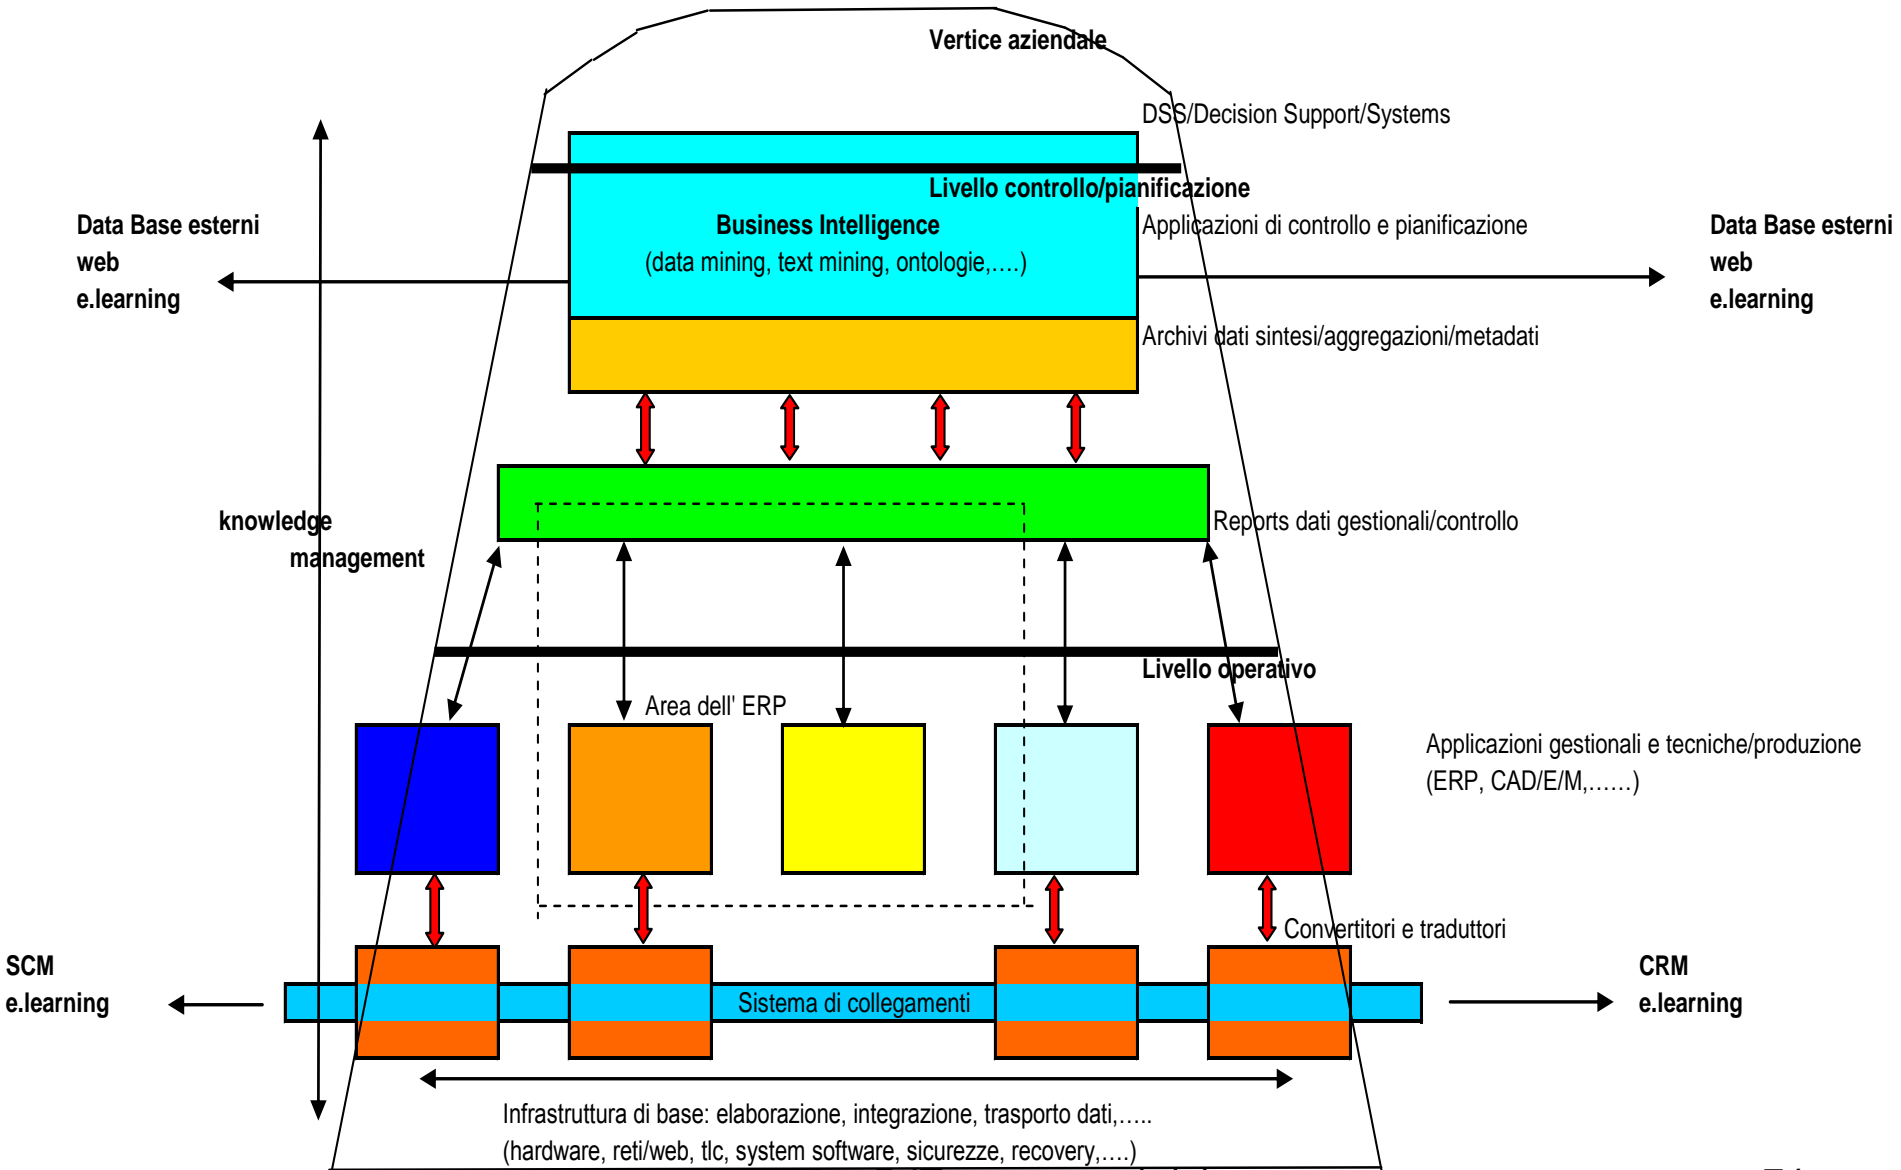 Vertice aziendale
DSS/Decision Support/Systems
Livello controllo/pianificazione
Data Base esterni
web
e.learning
Business Intelligence
(data mining, text mining, ontologie,....)
Applicazioni di controllo e pianificazione
Data Base esterni
web
e.learning
Archivi dati sintesi/aggregazioni/metadati
knowledge
management
Reports dati gestionali/controllo
Livello operativo
Area dell' ERP
Applicazioni gestionali e tecniche/produzione
(ERP, CAD/E/M,......)
Convertitori e traduttori
SCM
e.learning
Sistema di collegamenti
CRM
e.learning
Infrastruttura di base: elaborazione, integrazione, trasporto dati,.....
(hardware, reti/web, tlc, system software, sicurezze, recovery,....)